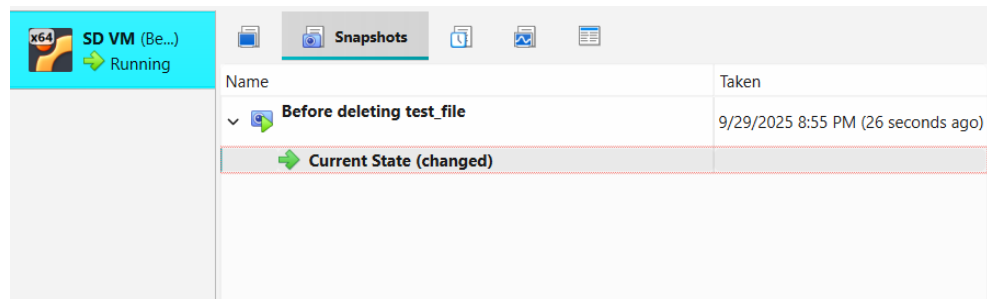 x64
SD VM (Be...)
Running
Snapshots
Name Taken
Before deleting test_file 9/29/2025 8:55 PM (26 seconds ago)
Current State (changed)